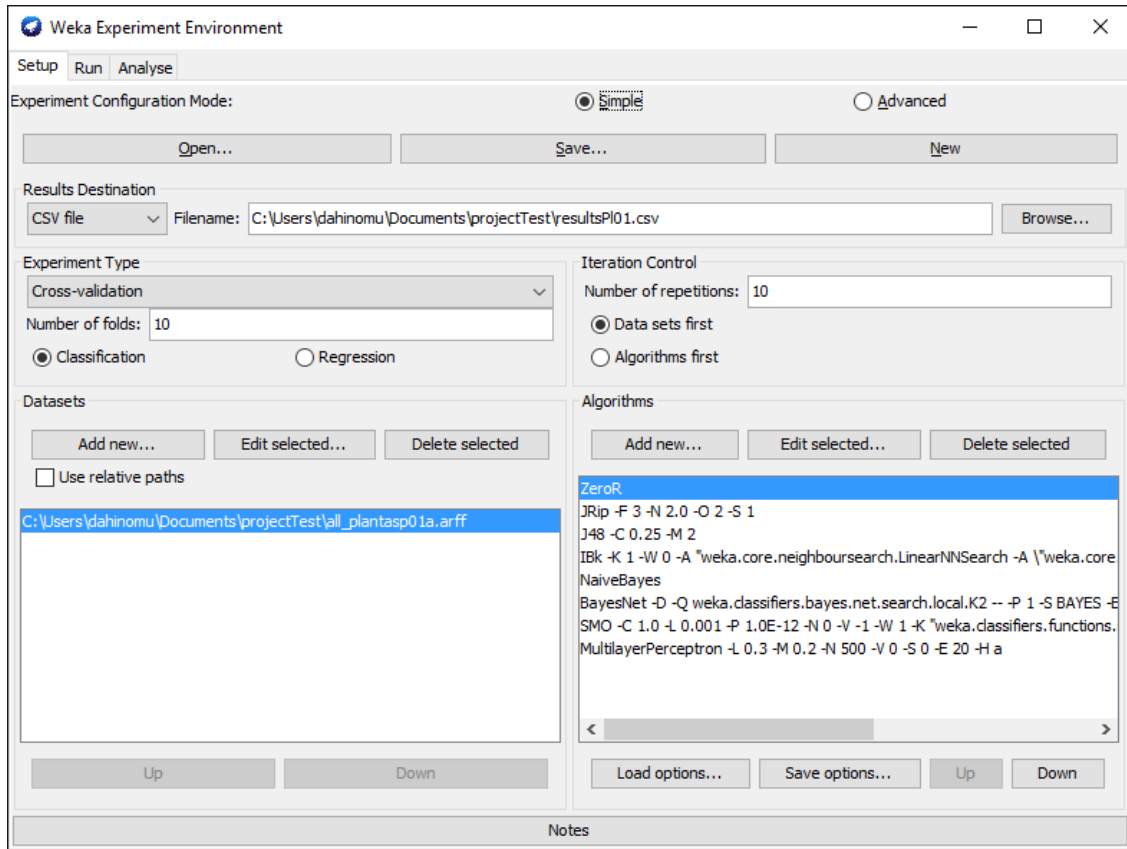 Weka Experiment Environment
Setup Run Analyse
Experiment Configuration Mode: Simple Advanced
Open... Save... New
Results Destination
CSV file Filename: C:\Users\dahinomu\Documents\projectTest\resultsPl01.csv Browse...
Experiment Type Iteration Control
Cross-validation Number of repetitions: 10
Number of folds: 10 Data sets first
Classification Regression Algorithms first
Datasets Algorithms
Add new... Edit selected... Delete selected Add new... Edit selected... Delete selected
Use relative paths
ZeroR
C:\Users\dahinomu\Documents\projectTest\all_plantasp01a.arff JRip -F 3 -N 2.0 -O 2 -S 1
J48 -C 0.25 -M 2
IBk -K 1 -W 0 -A "weka.core.neighboursearch.LinearNNSearch -A \"weka.core.
NaiveBayes
BayesNet -D -Q weka.classifiers.bayes.net.search.local.K2 -- -P 1 -S BAYES -E
SMO -C 1.0 -L 0.001 -P 1.0E-12 -N 0 -V -1 -W 1 -K "weka.classifiers.functions.
MultilayerPerceptron -L 0.3 -M 0.2 -N 500 -V 0 -S 0 -E 20 -H a
Up Down Load options... Save options... Up Down
Notes